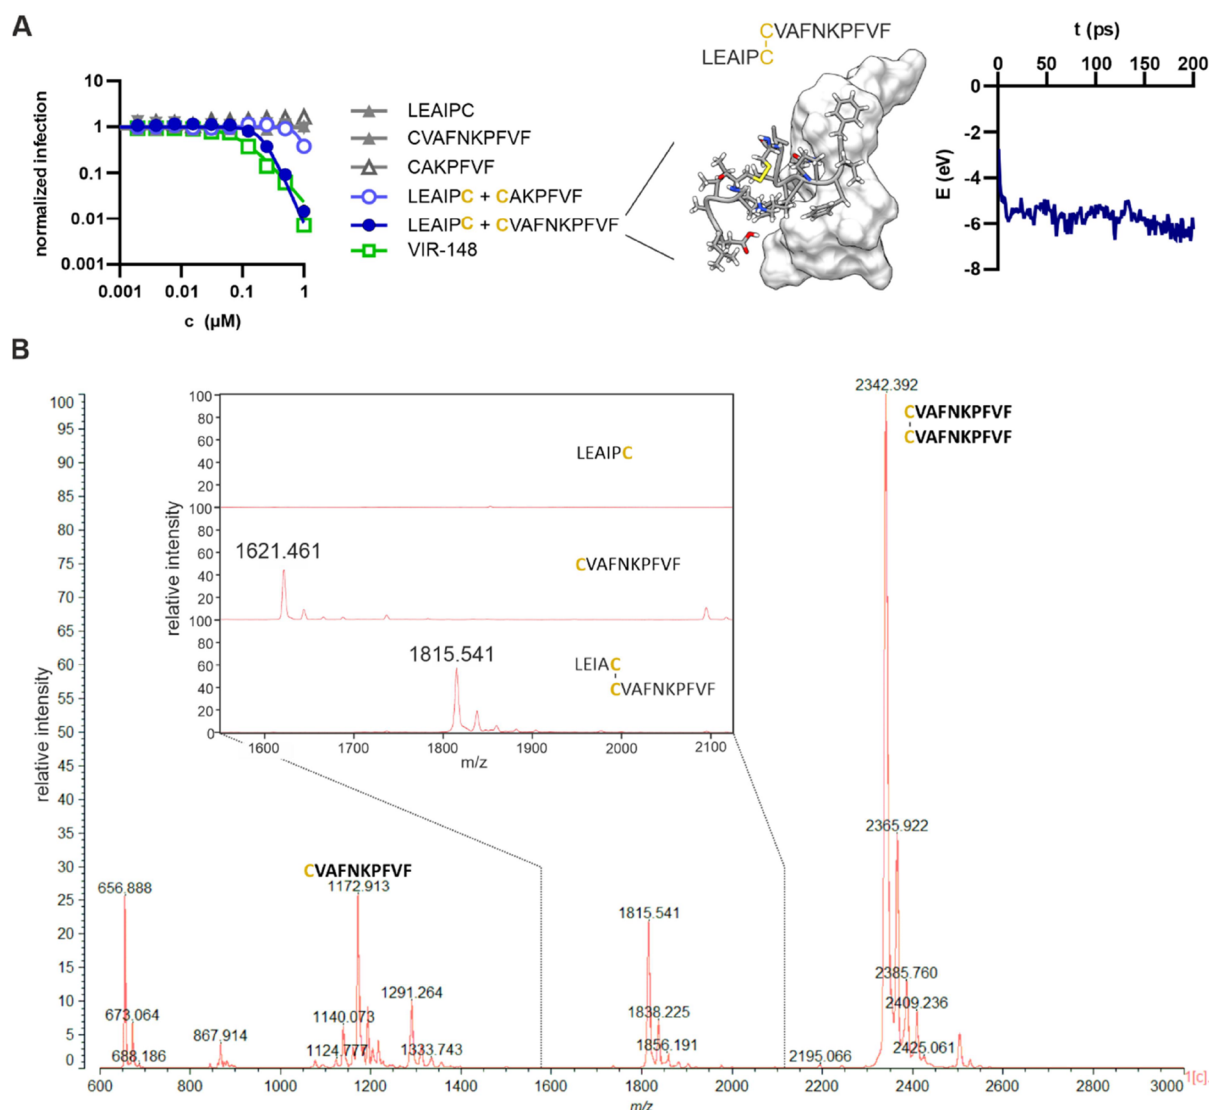 A
CVAFNKPFVF
LEAIPC
t (ps)
0 50 100 150 200
10
1
0.1
0.01
0.001
normalized infection
0.001 0.01 0.1 1
c (µM)
LEAIPC
CVAFNKPFVF
CAKPFVF
LEAIPC + CAKPFVF
LEAIPC + CVAFNKPFVF
VIR-148
0
-2
-4
-6
-8
E (eV)
B
2342.392
CVAFNKPFVF
CVAFNKPFVF
100
95
90
85
80
75
70
65
60
55
50
45
40
35
30
25
20
15
10
5
0
relative intensity
100
80
60
40
20
100
80
60
40
20
100
80
60
40
20
0
relative intensity
LEAIPC
1621.461
CVAFNKPFVF
1815.541
LEIAC
CVAFNKPFVF
1600 1700 1800 1900 2000 2100
m/z
2365.922
CVAFNKPFVF
656.888
1172.913
1815.541
2385.760
1291.264
2409.236
673.064
1140.073
1838.225
867.914
1856.191
688.186
1124.777
1333.743
2195.066
2425.061
600 800 1000 1200 1400 1600 1800 2000 2200 2400 2600 2800 3000
1[c].
m/z